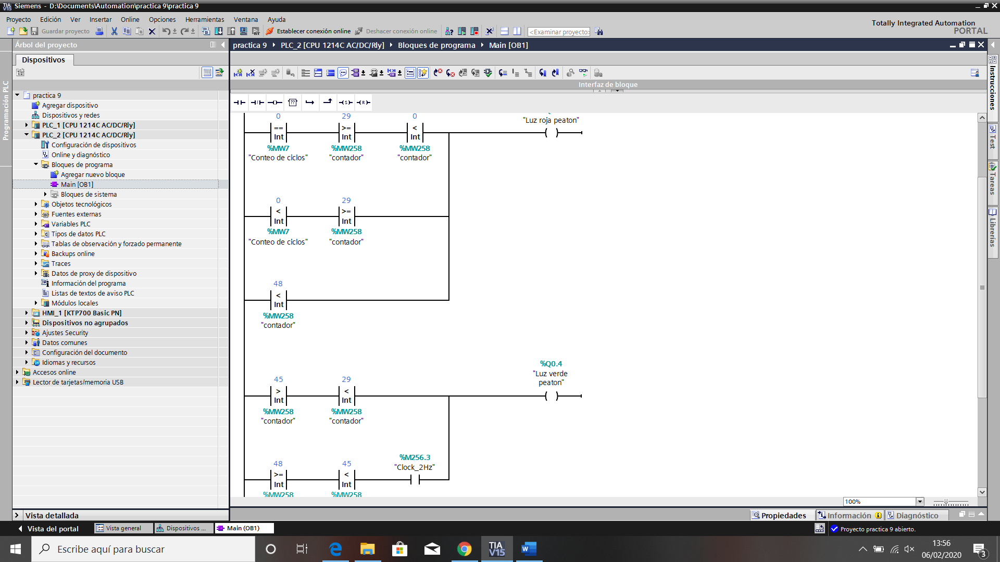 Siemens - D:\Documents\Automation\practica 9\practica 9
Proyecto Edición Ver Insertar Online Opciones Herramientas Ventana Ayuda
Totally Integrated Automation
PORTAL
Guardar proyecto
Establecer conexión online
Deshacer conexión online
<Examinar proyecto>
Árbol del proyecto
practica 9 PLC_2 [CPU 1214C AC/DC/Rly] Bloques de programa Main [OB1]
Dispositivos
Programación PLC
Interfaz de bloque
practica 9
Agregar dispositivo
Dispositivos y redes
PLC_1 [CPU 1214C AC/DC/Rly]
PLC_2 [CPU 1214C AC/DC/Rly]
Configuración de dispositivos
Online y diagnóstico
Bloques de programa
Agregar nuevo bloque
Main [OB1]
Bloques de sistema
Objetos tecnológicos
Fuentes externas
Variables PLC
Tipos de datos PLC
Tablas de observación y forzado permanente
Backups online
Traces
Datos de proxy de dispositivo
Información del programa
Listas de textos de aviso PLC
Módulos locales
HMI_1 [KTP700 Basic PN]
Dispositivos no agrupados
Ajustes Security
Datos comunes
Configuración del documento
Idiomas y recursos
Accesos online
Lector de tarjetas/memoria USB
Vista detallada
0 29 0
"Luz roja peaton"
== >= <
Int Int Int
%MW7 %MW258 %MW258
"Conteo de ciclos" "contador" "contador"
0 29
< >=
Int Int
%MW7 %MW258
"Conteo de ciclos" "contador"
48
<
Int
%MW258
"contador"
%Q0.4
"Luz verde
peaton"
45 29
> <
Int Int
%MW258 %MW258
"contador" "contador"
%M256.3
"Clock_2Hz"
48 45
>= <
Int Int
%MW258 %MW258
Instrucciones
Test
Tareas
Librerías
100%
Propiedades Información Diagnóstico
Vista del portal Vista general Dispositivos ... Main (OB1)
Proyecto practica 9 abierto.
Escribe aquí para buscar
TIA
V15
13:56
06/02/2020
3